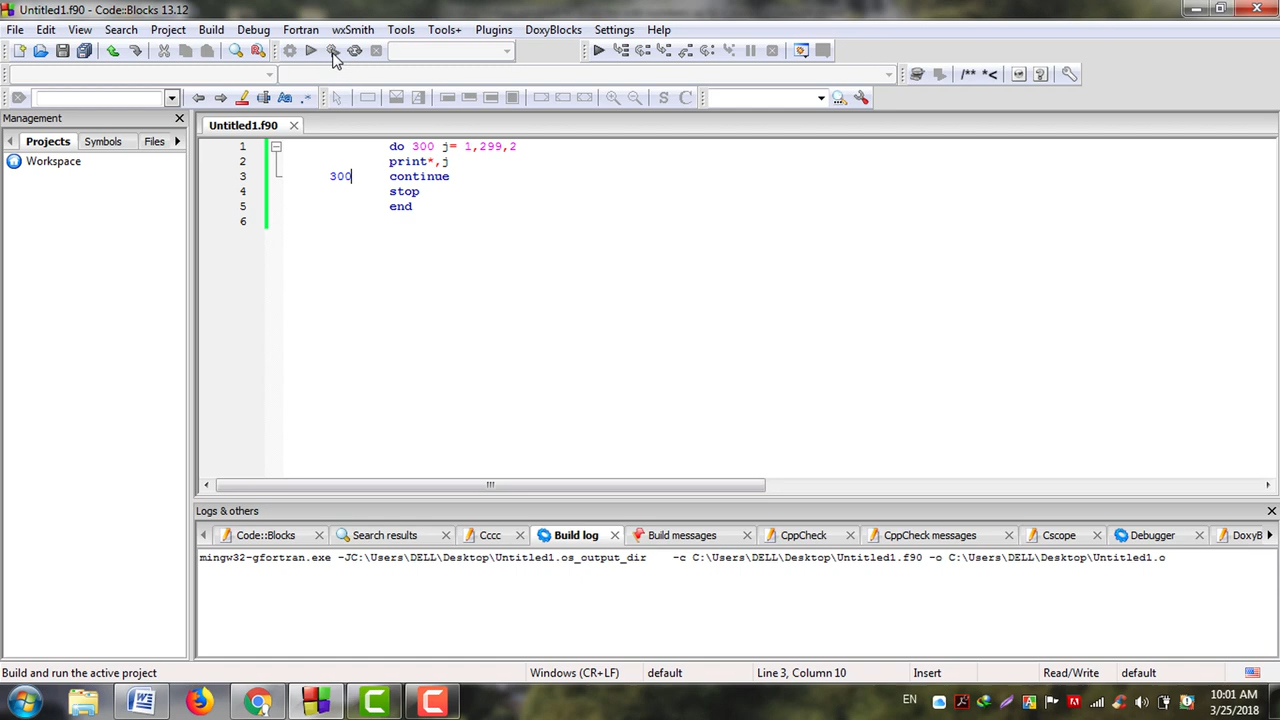 Untitled1.f90 - Code::Blocks 13.12
File Edit View Search Project Build Debug Fortran wxSmith Tools Tools+ Plugins DoxyBlocks Settings Help
/** *<
Aa .* S C
Management
Untitled1.f90
Projects Symbols Files
Workspace
1 do 300 j= 1,299,2
2 print*,j
3 300 continue
4 stop
5 end
6
Logs & others
Code::Blocks Search results Cccc Build log Build messages CppCheck CppCheck messages Cscope Debugger DoxyB
mingw32-gfortran.exe -JC:\Users\DELL\Desktop\Untitled1.os_output_dir -c C:\Users\DELL\Desktop\Untitled1.f90 -o C:\Users\DELL\Desktop\Untitled1.o
Build and run the active project Windows (CR+LF) default Line 3, Column 10 Insert Read/Write default
EN 10:01 AM
3/25/2018